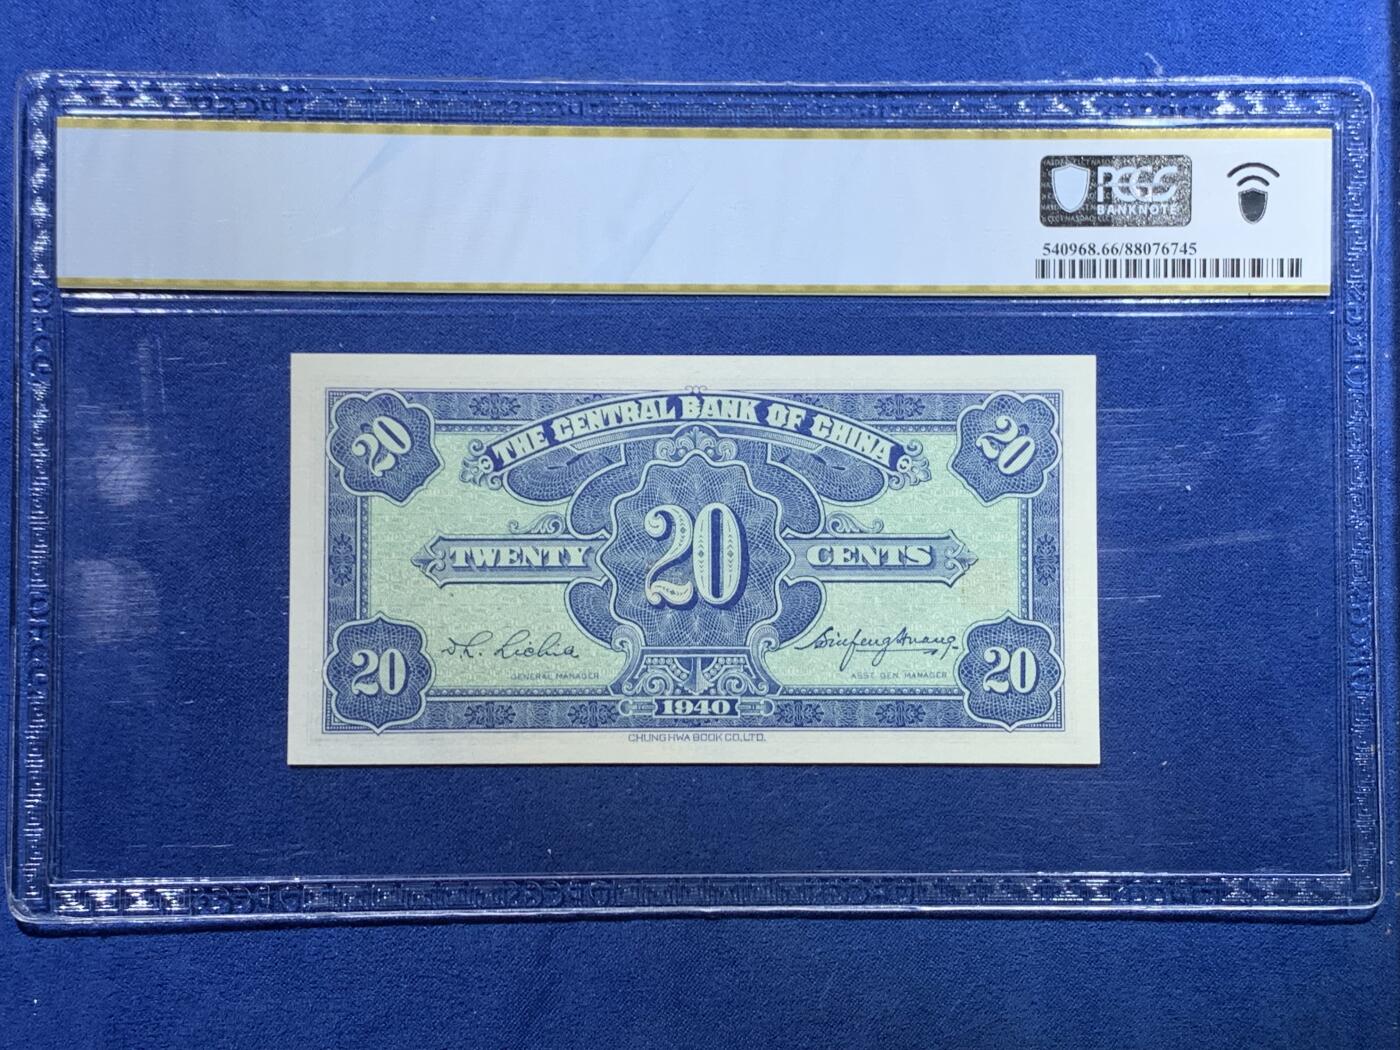 PCGS
BANKNOTE
540968.66/88076745
THE CENTRAL BANK OF CHINA
20 20
TWENTY 20 CENTS
GENERAL MANAGER
ASST. GEN. MANAGER
20 20
1940
CHUNG HWA BOOK CO., LTD.